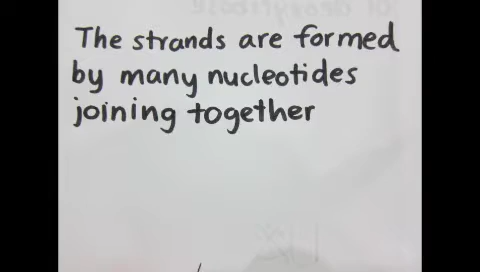 The strands are formed
by many nucleotides
joining together